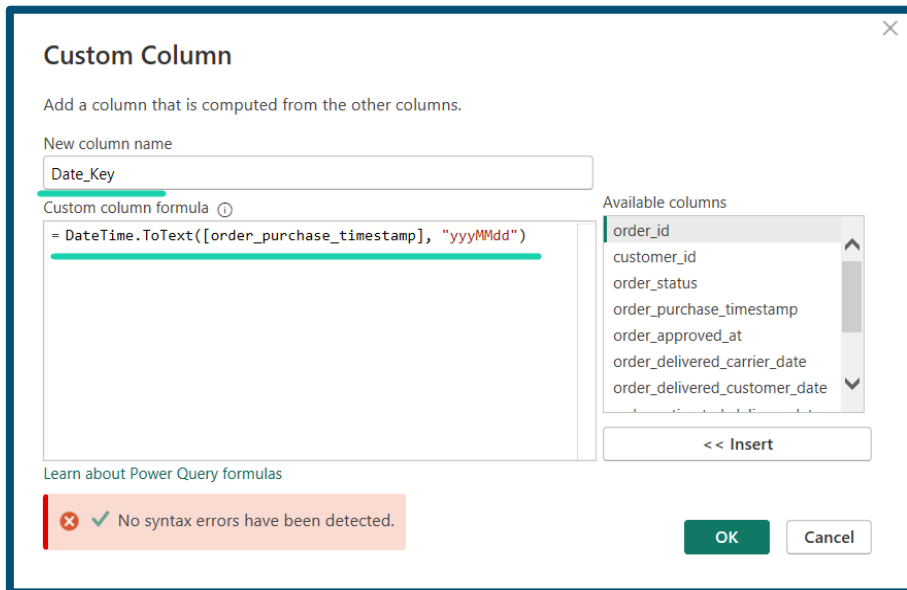 Custom Column
Add a column that is computed from the other columns.
New column name
Date_Key
Custom column formula
= DateTime.ToText([order_purchase_timestamp], "yyyMMdd")
Available columns
order_id
customer_id
order_status
order_purchase_timestamp
order_approved_at
order_delivered_carrier_date
order_delivered_customer_date
<< Insert
Learn about Power Query formulas
No syntax errors have been detected.
OK
Cancel